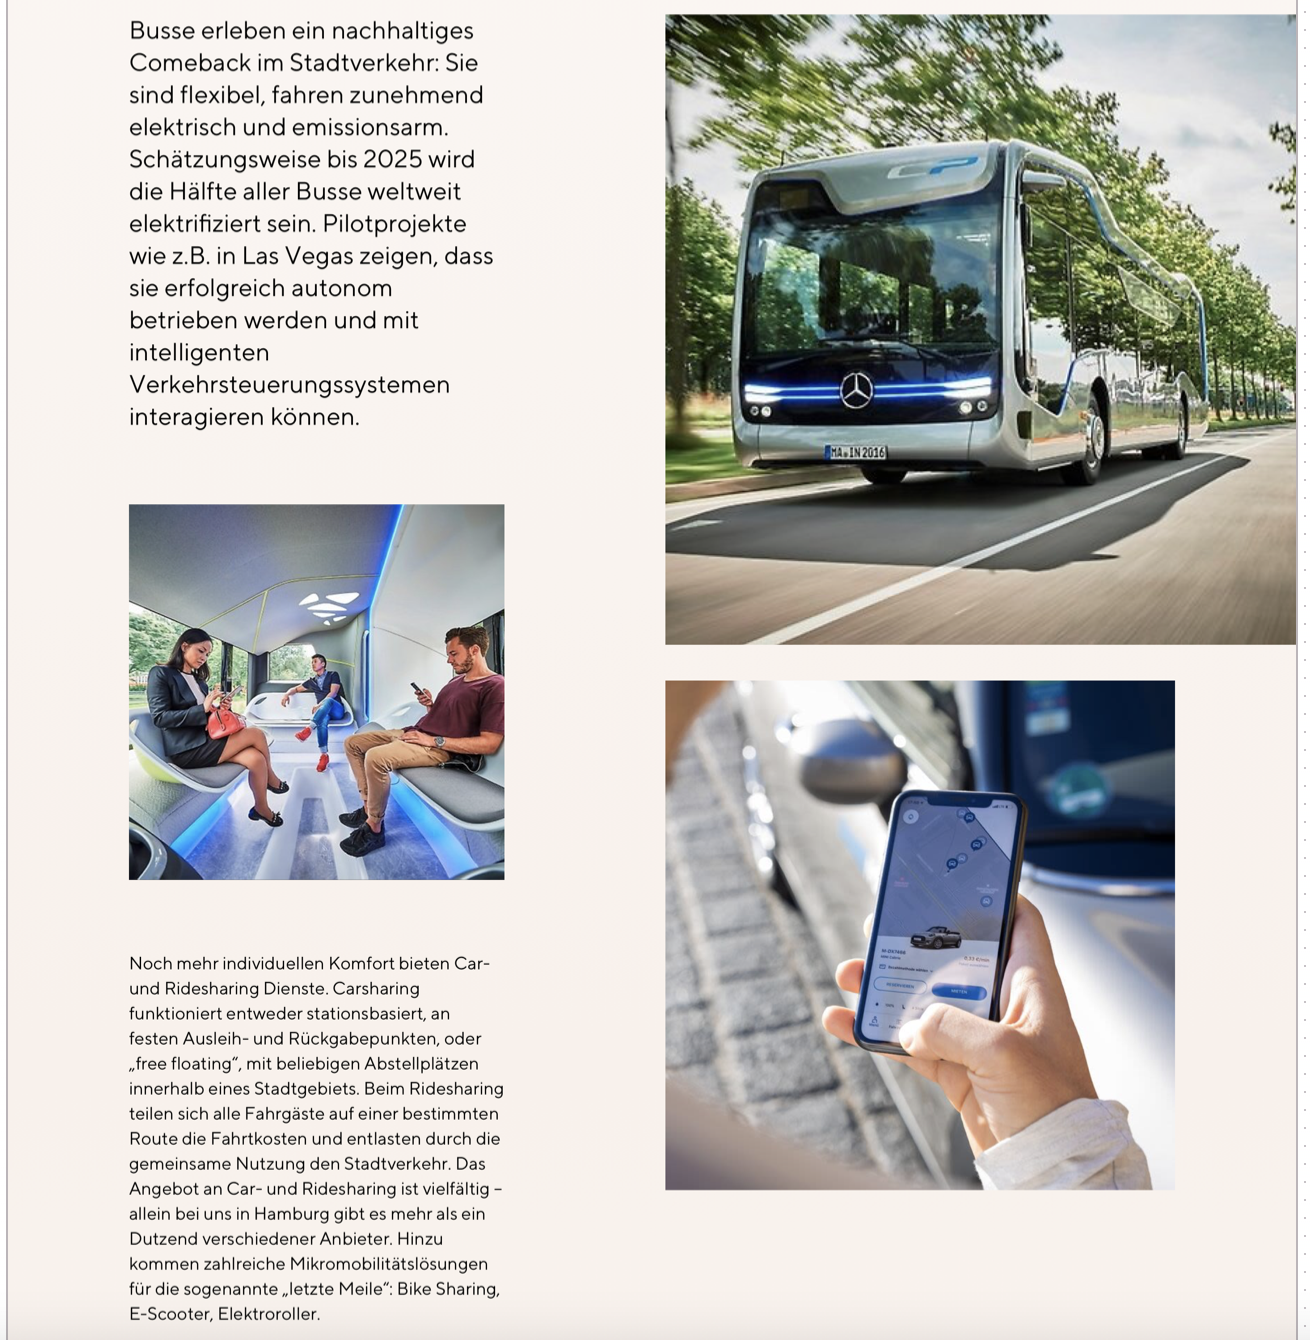 Busse erleben ein nachhaltiges
Comeback im Stadtverkehr: Sie
sind flexibel, fahren zunehmend
elektrisch und emissionsarm.
Schätzungsweise bis 2025 wird
die Hälfte aller Busse weltweit
elektrifiziert sein. Pilotprojekte
wie z.B. in Las Vegas zeigen, dass
sie erfolgreich autonom
betrieben werden und mit
intelligenten
Verkehrsteuerungssystemen
interagieren können.
CP
MA IN 2016
Noch mehr individuellen Komfort bieten Car-
und Ridesharing Dienste. Carsharing
funktioniert entweder stationsbasiert, an
festen Ausleih- und Rückgabepunkten, oder
„free floating“, mit beliebigen Abstellplätzen
innerhalb eines Stadtgebiets. Beim Ridesharing
teilen sich alle Fahrgäste auf einer bestimmten
Route die Fahrtkosten und entlasten durch die
gemeinsame Nutzung den Stadtverkehr. Das
Angebot an Car- und Ridesharing ist vielfältig –
allein bei uns in Hamburg gibt es mehr als ein
Dutzend verschiedener Anbieter. Hinzu
kommen zahlreiche Mikromobilitätslösungen
für die sogenannte „letzte Meile“: Bike Sharing,
E-Scooter, Elektroroller.
RESERVIEREN
MIETEN